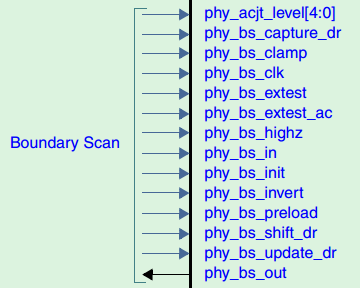 phy_acjt_level[4:0]
phy_bs_capture_dr
phy_bs_clamp
phy_bs_clk
phy_bs_extest
phy_bs_extest_ac
phy_bs_highz
Boundary Scan
phy_bs_in
phy_bs_init
phy_bs_invert
phy_bs_preload
phy_bs_shift_dr
phy_bs_update_dr
phy_bs_out